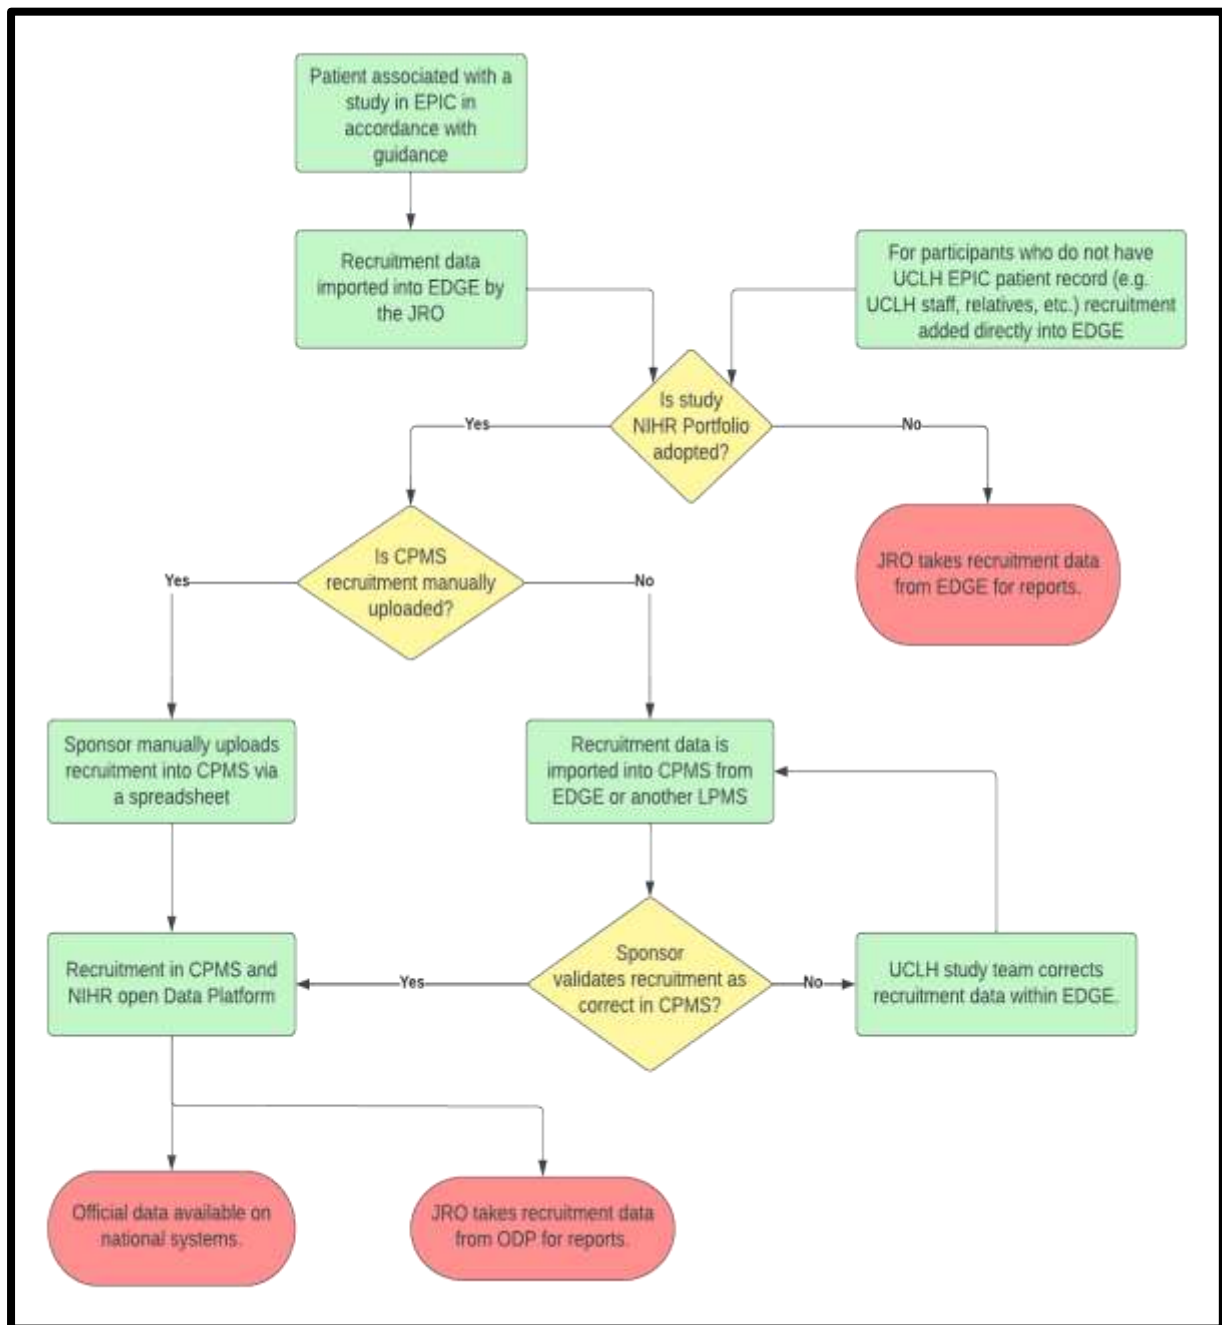 Patient associated with a
study in EPIC in
accordance with
guidance
Recruitment data
imported into EDGE by
the JRO
For participants who do not have
UCLH EPIC patient record (e.g.
UCLH staff, relatives, etc.) recruitment
added directly into EDGE
Is study
NIHR Portfolio
adopted?
Yes
No
Is CPMS
recruitment manually
uploaded?
JRO takes recruitment data
from EDGE for reports.
Yes
No
Sponsor manually uploads
recruitment into CPMS via
a spreadsheet
Recruitment data is
imported into CPMS from
EDGE or another LPMS
Recruitment in CPMS and
NIHR open Data Platform
Yes
Sponsor
validates recruitment as
correct in CPMS?
No
UCLH study team corrects
recruitment data within EDGE.
Official data available on
national systems.
JRO takes recruitment data
from ODP for reports.